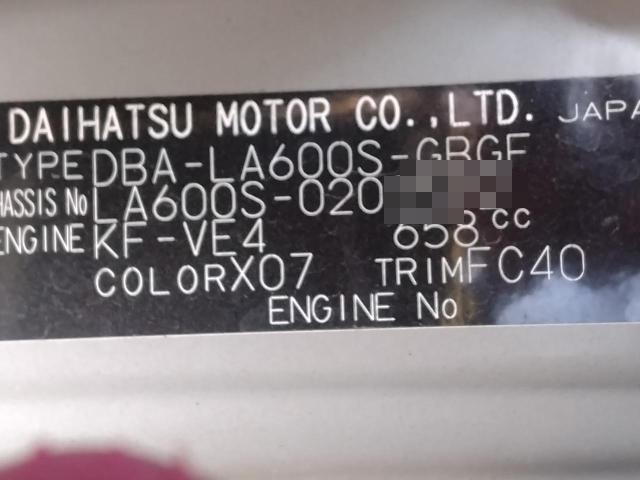 DAIHATSU MOTOR CO.,LTD. JAPA
TYPE DBA-LA600S-GBGF
CHASSIS No LA600S-020
ENGINE KF-VE4 658 cc
COLOR X07 TRIM FC40
ENGINE No